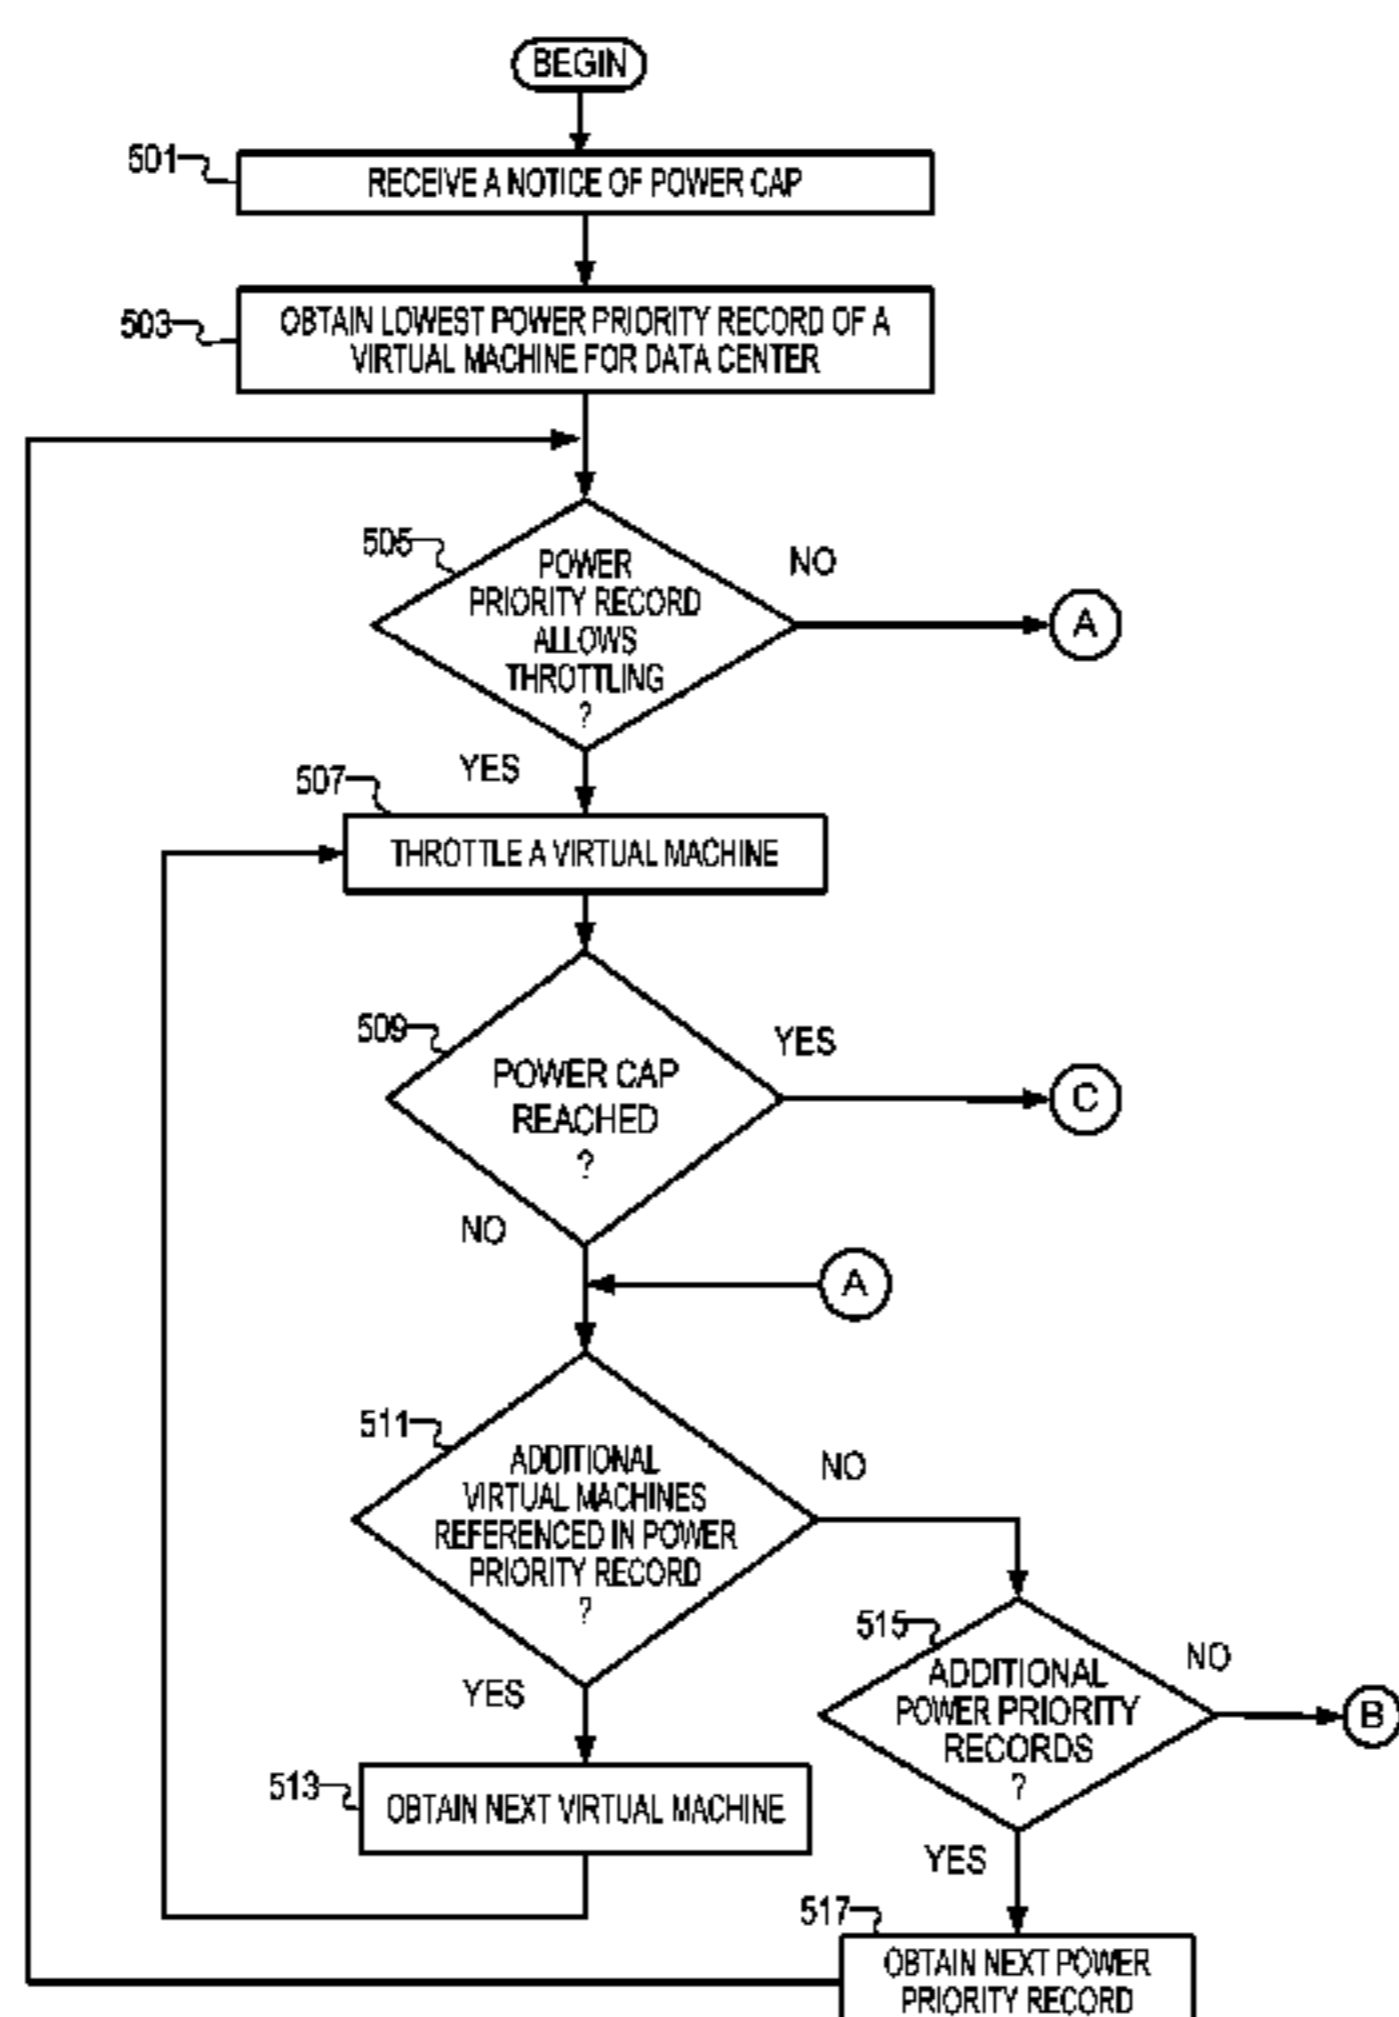 BEGIN
501
RECEIVE A NOTICE OF POWER CAP
503
OBTAIN LOWEST POWER PRIORITY RECORD OF A
VIRTUAL MACHINE FOR DATA CENTER
505
POWER
PRIORITY RECORD
ALLOWS
THROTTLING
?
NO
A
YES
507
THROTTLE A VIRTUAL MACHINE
509
POWER CAP
REACHED
?
YES
C
NO
A
511
ADDITIONAL
VIRTUAL MACHINES
REFERENCED IN POWER
PRIORITY RECORD
?
NO
YES
513
OBTAIN NEXT VIRTUAL MACHINE
515
ADDITIONAL
POWER PRIORITY
RECORDS
?
NO
B
YES
517
OBTAIN NEXT POWER
PRIORITY RECORD